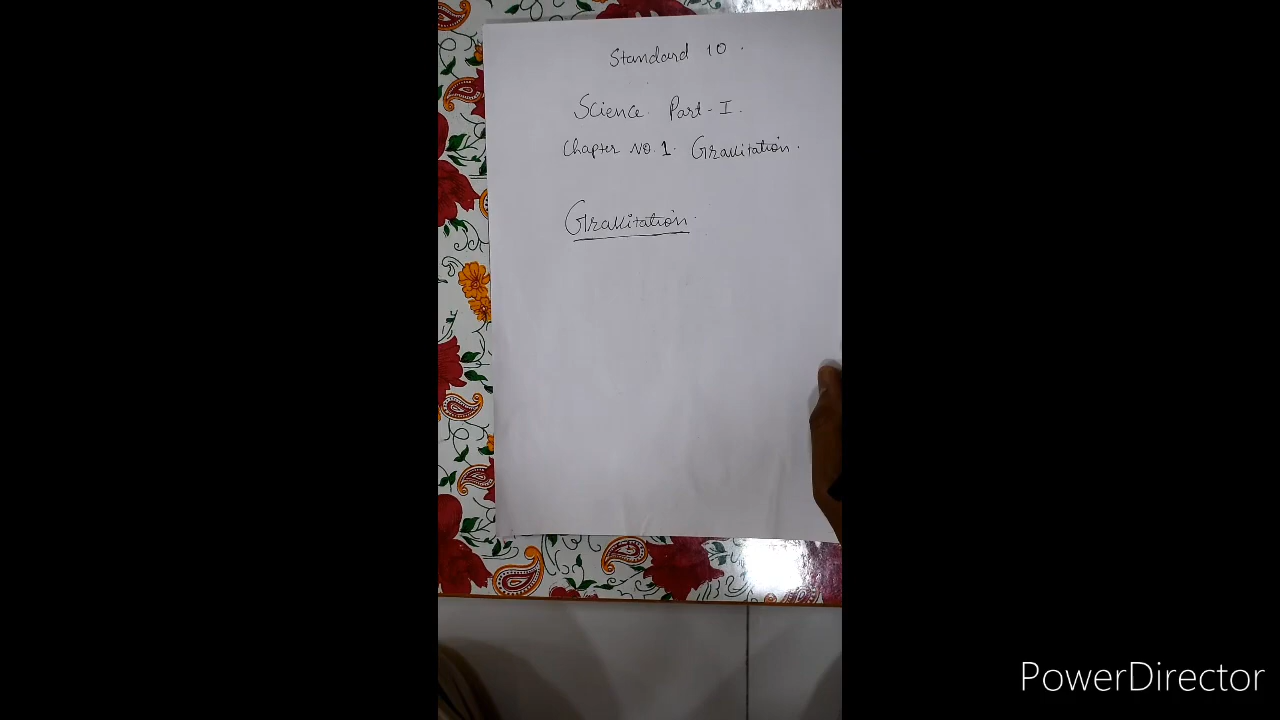 Standard 10.
Science. Part-I.
Chapter NO. 1. Gravitation.
Gravitation.
PowerDirector